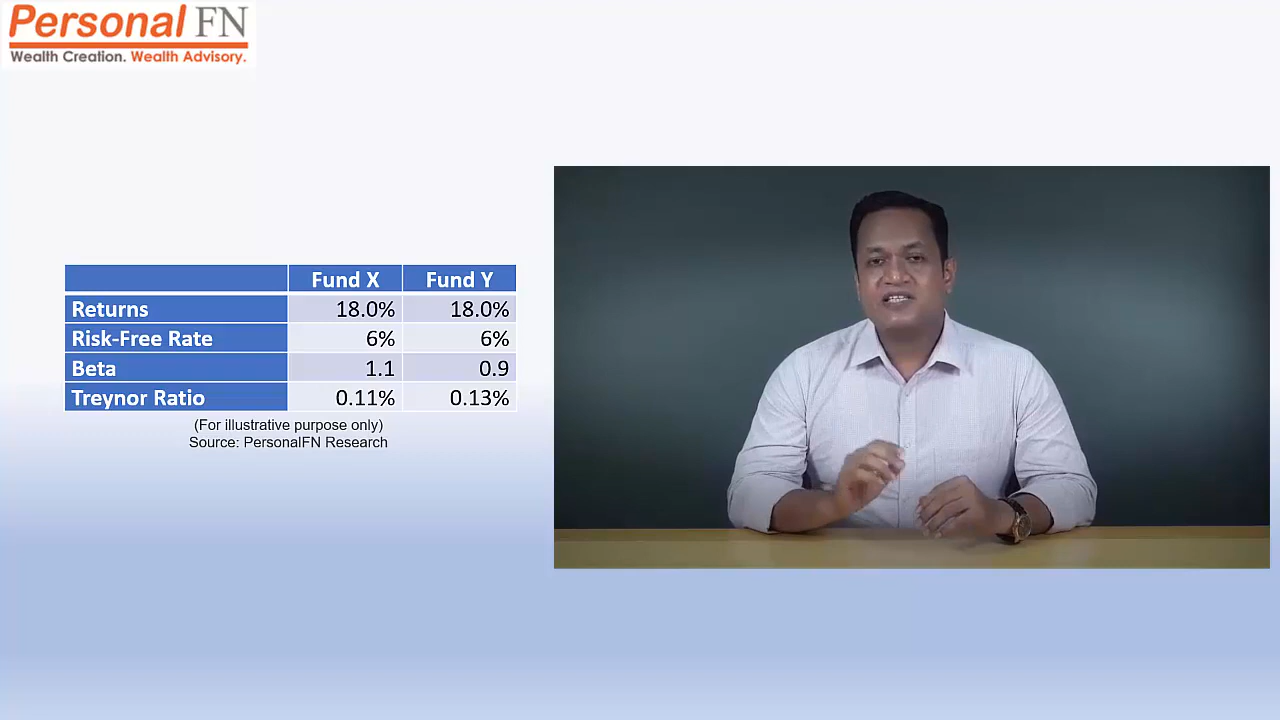 Personal FN
Wealth Creation. Wealth Advisory.
Fund X Fund Y
Returns 18.0% 18.0%
Risk-Free Rate 6% 6%
Beta 1.1 0.9
Treynor Ratio 0.11% 0.13%
(For illustrative purpose only)
Source: PersonalFN Research